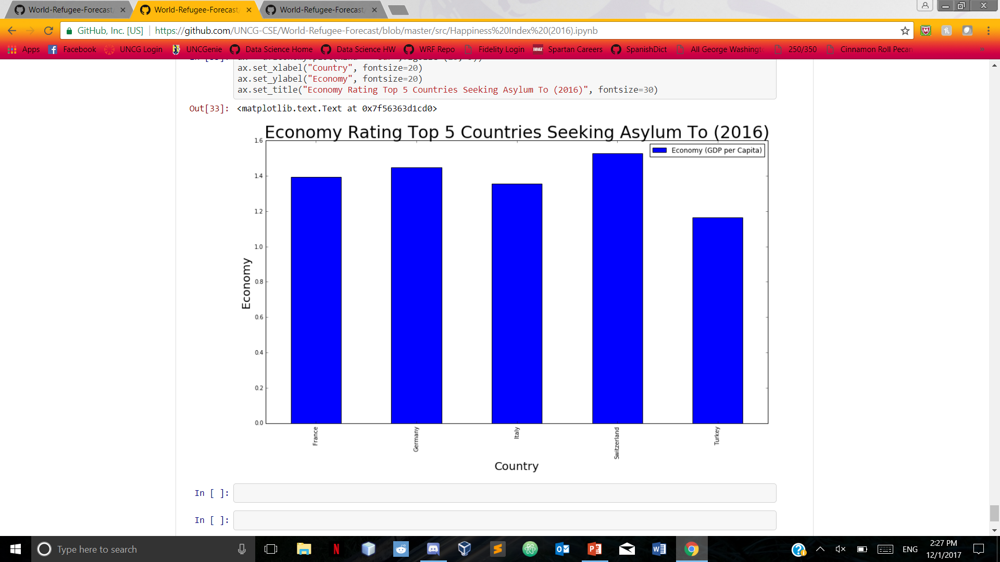 World-Refugee-Forecast
World-Refugee-Forecast
World-Refugee-Forecast
GitHub, Inc. [US]
https://github.com/UNCG-CSE/World-Refugee-Forecast/blob/master/src/Happiness%20Index%20(2016).ipynb
Apps Facebook UNCG Login UNCGenie Data Science Home Data Science HW WRF Repo Fidelity Login Spartan Careers SpanishDict All George Washingt 250/350 Cinnamon Roll Pecan
ax.set_xlabel("Country", fontsize=20)
ax.set_ylabel("Economy", fontsize=20)
ax.set_title("Economy Rating Top 5 Countries Seeking Asylum To (2016)", fontsize=30)
Out[33]: <matplotlib.text.Text at 0x7f56363d1cd0>
Economy Rating Top 5 Countries Seeking Asylum To (2016)
Economy (GDP per Capita)
1.6
1.4
1.2
1.0
0.8
0.6
0.4
0.2
0.0
Economy
France
Germany
Italy
Switzerland
Turkey
Country
In [ ]:
In [ ]:
Type here to search
ENG
2:27 PM
12/1/2017